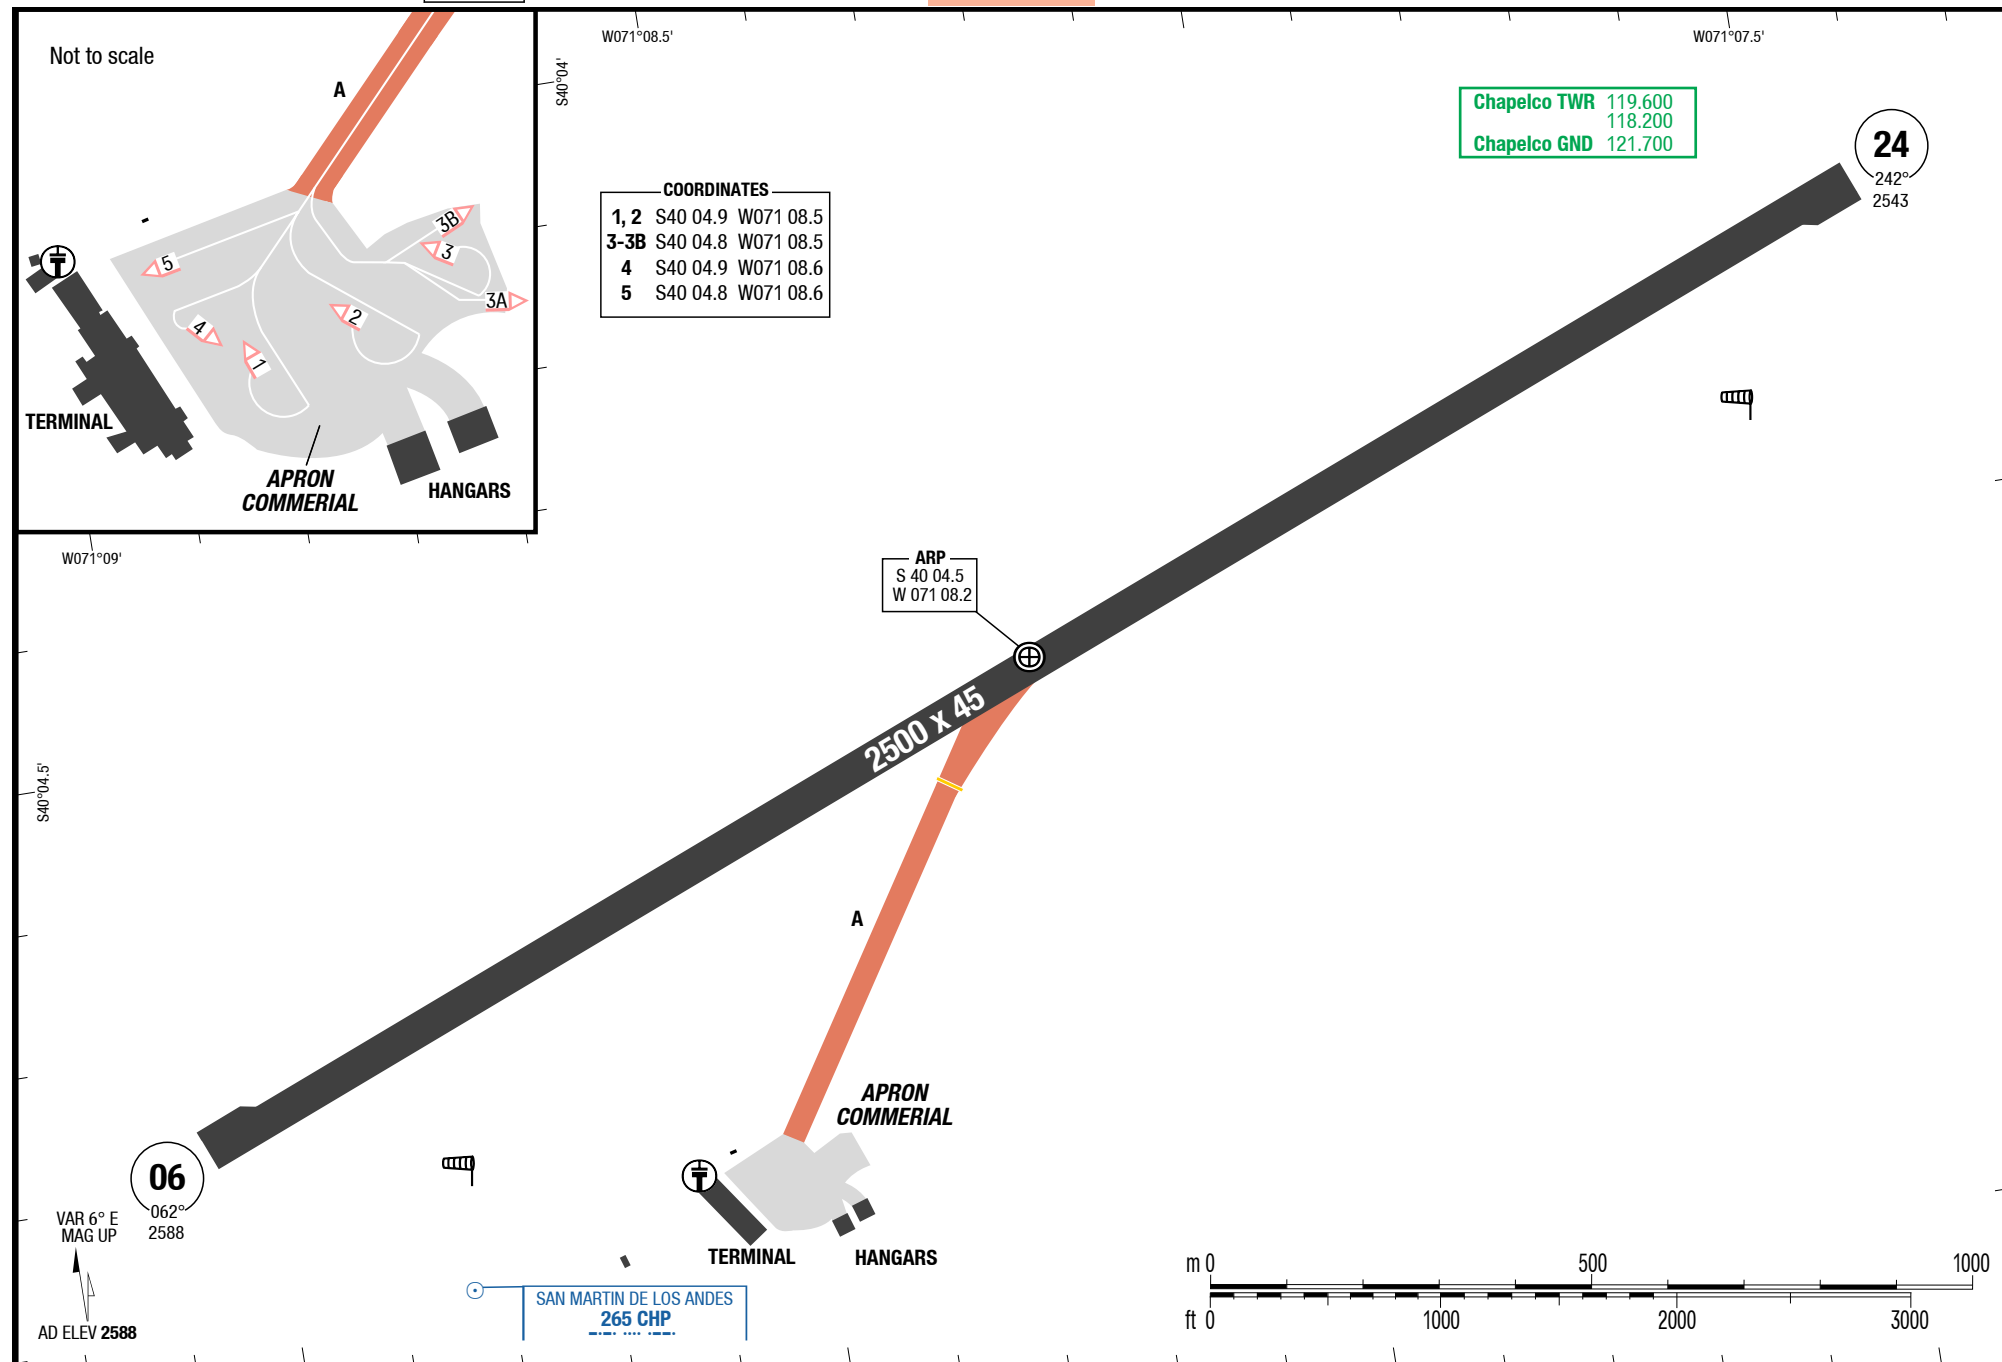 Not to scale
A
5
3B
3
3A
2
4
1
TERMINAL
APRON
COMMERIAL
HANGARS
W071°08.5'
W071°07.5'
S40°04'
Chapelco TWR 119.600
118.200
Chapelco GND 121.700
24
242°
2543
COORDINATES
1, 2 S40 04.9 W071 08.5
3-3B S40 04.8 W071 08.5
4 S40 04.9 W071 08.6
5 S40 04.8 W071 08.6
W071°09'
ARP
S 40 04.5
W 071 08.2
2500 x 45
S40°04.5'
A
APRON
COMMERIAL
06
062°
2588
VAR 6° E
MAG UP
AD ELEV 2588
TERMINAL
HANGARS
SAN MARTIN DE LOS ANDES
265 CHP
m 0 500 1000
ft 0 1000 2000 3000